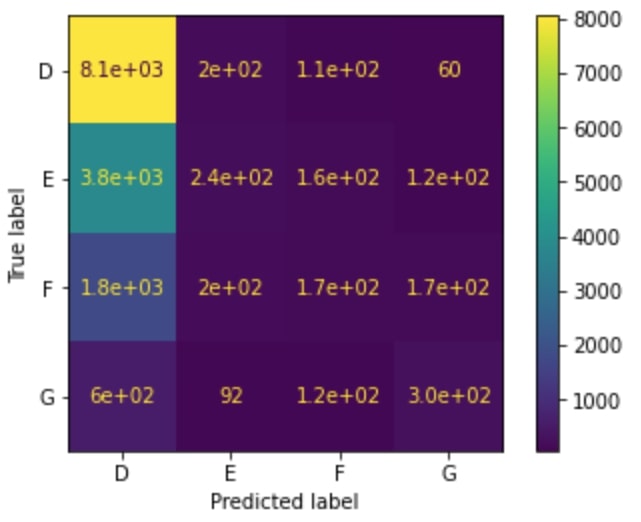 D 8.1e+03 2e+02 1.1e+02 60
E 3.8e+03 2.4e+02 1.6e+02 1.2e+02
F 1.8e+03 2e+02 1.7e+02 1.7e+02
G 6e+02 92 1.2e+02 3.0e+02
D E F G
Predicted label
True label
8000
7000
6000
5000
4000
3000
2000
1000